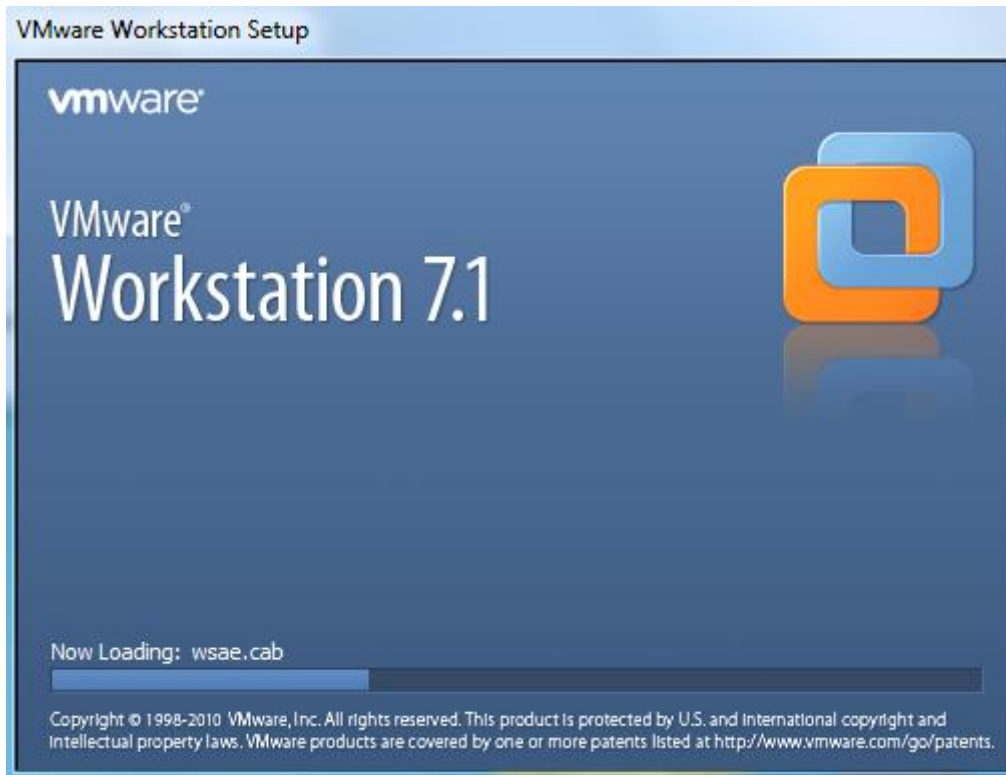 VMware Workstation Setup
vmware®
VMware®
Workstation 7.1
Now Loading: wsae.cab
Copyright © 1998-2010 VMware, Inc. All rights reserved. This product is protected by U.S. and international copyright and
intellectual property laws. VMware products are covered by one or more patents listed at http://www.vmware.com/go/patents.